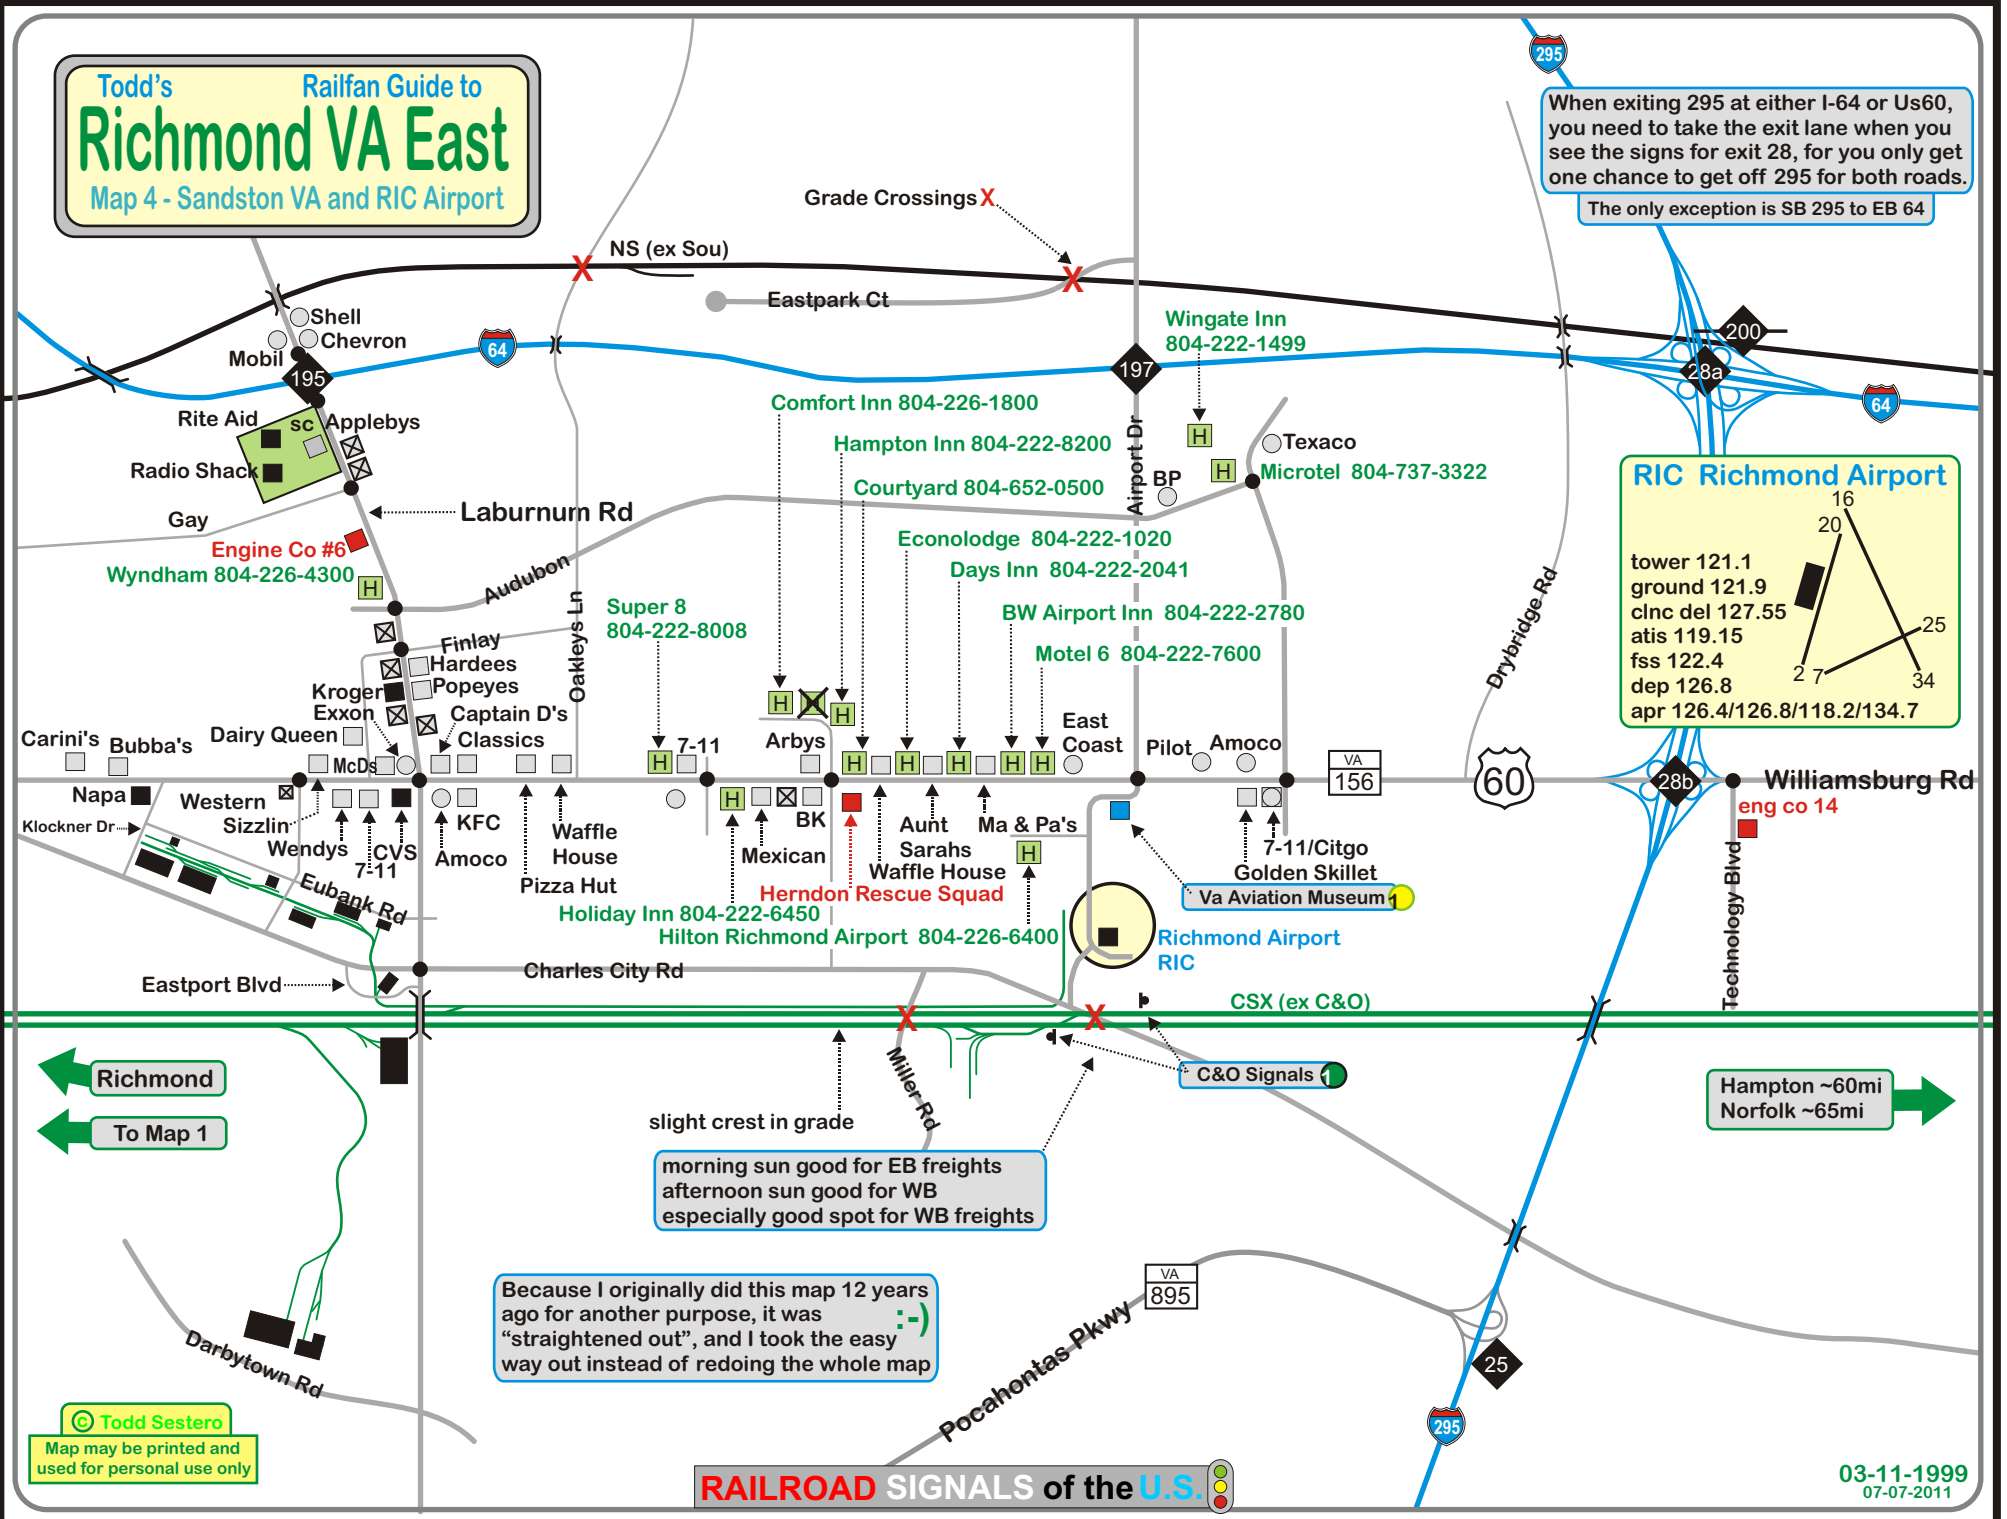 Todd's Railfan Guide to
Richmond VA East
Map 4 - Sandston VA and RIC Airport
295
When exiting 295 at either I-64 or Us60,
you need to take the exit lane when you
see the signs for exit 28, for you only get
one chance to get off 295 for both roads.
The only exception is SB 295 to EB 64
Grade Crossings X
NS (ex Sou)
X
X
Eastpark Ct
Shell
Chevron
Mobil
64
195
197
200
28a
64
Wingate Inn
804-222-1499
Rite Aid
SC
Applebys
Radio Shack
Comfort Inn 804-226-1800
Hampton Inn 804-222-8200
Courtyard 804-652-0500
Airport Dr
H
H
BP
Texaco
Microtel 804-737-3322
Gay
Laburnum Rd
Engine Co #6
Wyndham 804-226-4300
H
Audubon
Econolodge 804-222-1020
Days Inn 804-222-2041
BW Airport Inn 804-222-2780
Motel 6 804-222-7600
Super 8
804-222-8008
Oakleys Ln
Drybridge Rd
RIC Richmond Airport
16
20
tower 121.1
ground 121.9
clnc del 127.55
atis 119.15
fss 122.4
dep 126.8
apr 126.4/126.8/118.2/134.7
25
2
7
34
Finlay
Hardees
Popeyes
Kroger
Exxon
Captain D's
Classics
Dairy Queen
McDs
Carini's
Bubba's
H
7-11
H
H
H
Arbys
H
H
H
H
H
East
Coast
Pilot
Amoco
VA
156
60
28b
Williamsburg Rd
eng co 14
Technology Blvd
Napa
Klockner Dr
Western
Sizzlin
Wendys
7-11
CVS
Amoco
KFC
Pizza Hut
Waffle
House
H
Mexican
BK
Herndon Rescue Squad
Aunt
Sarahs
Waffle House
Ma & Pa's
H
7-11/Citgo
Golden Skillet
Va Aviation Museum 1
Holiday Inn 804-222-6450
Hilton Richmond Airport 804-226-6400
Richmond Airport
RIC
Eubank Rd
Eastport Blvd
Charles City Rd
CSX (ex C&O)
X
X
Miller Rd
C&O Signals 1
Richmond
To Map 1
slight crest in grade
Hampton ~60mi
Norfolk ~65mi
morning sun good for EB freights
afternoon sun good for WB
especially good spot for WB freights
Because I originally did this map 12 years
ago for another purpose, it was :-)
“straightened out”, and I took the easy
way out instead of redoing the whole map
VA
895
Pocahontas Pkwy
25
295
Darbytown Rd
© Todd Sestero
Map may be printed and
used for personal use only
RAILROAD SIGNALS of the U.S.
03-11-1999
07-07-2011